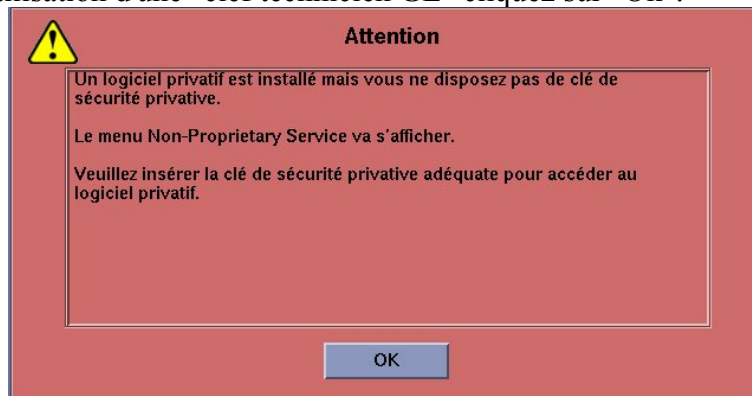 Attention
Un logiciel privatif est installé mais vous ne disposez pas de clé de
sécurité privative.
Le menu Non-Proprietary Service va s'afficher.
Veuillez insérer la clé de sécurité privative adéquate pour accéder au
logiciel privatif.
OK